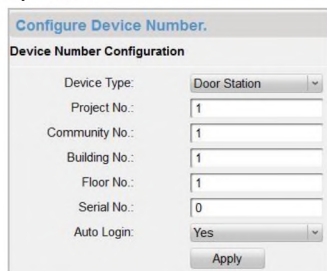 Configure Device Number.
Device Number Configuration
Device Type: Door Station
Project No.: 1
Community No.: 1
Building No.: 1
Floor No.: 1
Serial No.: 0
Auto Login: Yes
Apply